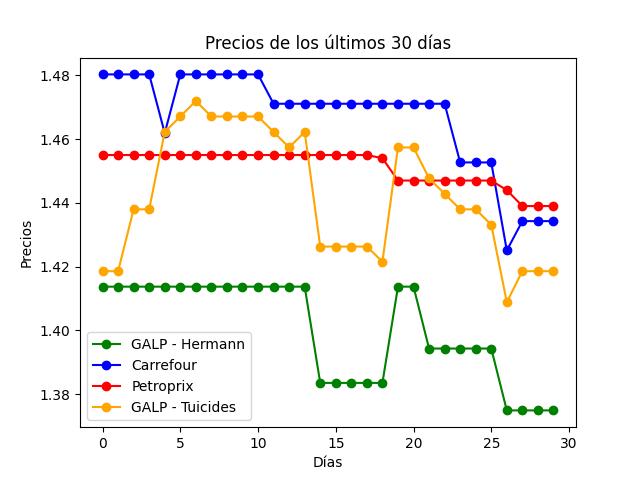 Precios de los últimos 30 días
Precios
1.48
1.46
1.44
1.42
1.40
1.38
GALP - Hermann
Carrefour
Petroprix
GALP - Tuicides
0 5 10 15 20 25 30
Días